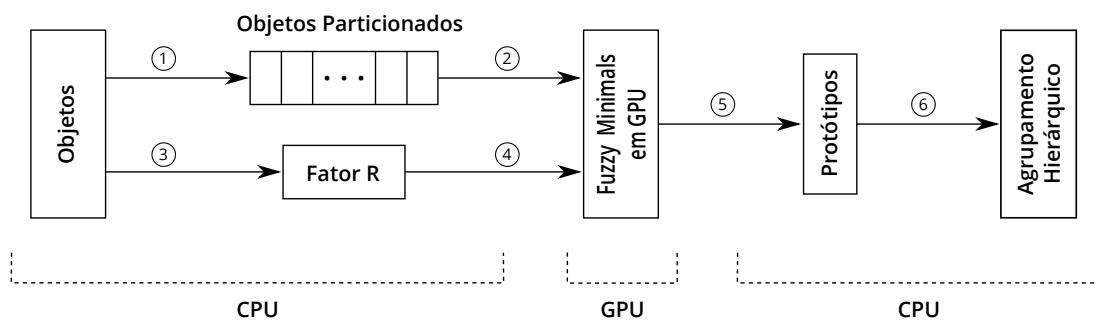 Objetos Particionados
Objetos
1
2
3
Fator R
4
Fuzzy Minimals
em GPU
5
Protótipos
6
Agrupamento
Hierárquico
CPU
GPU
CPU